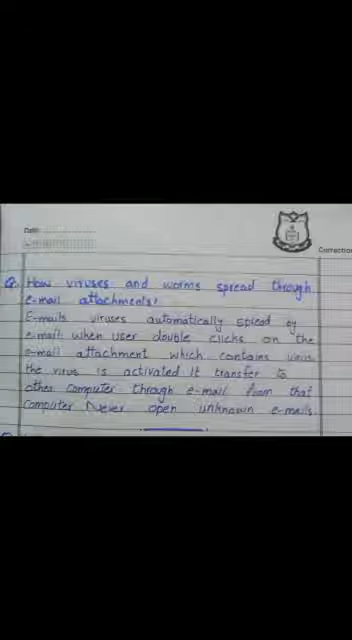 Date:
Correction
Q. How viruses and worms spread through
e-mail attachments?
E-mails viruses automatically spread by
e-mail. when user double clicks on the
e-mail attachment which contains virus
the virus is activated It transfer to
other computer through e-mail from that
computer Never open unknown e-mails